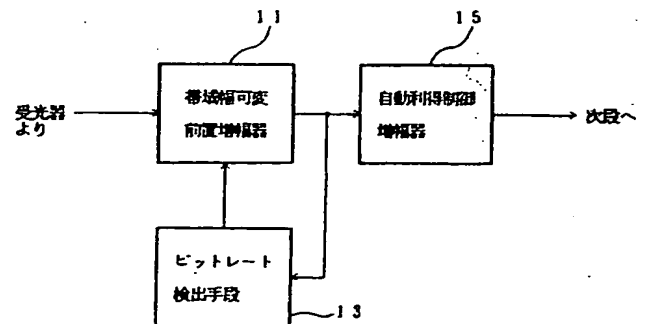 11
15
受光器
より
帯域幅可変
前置増幅器
自動利得制御
増幅器
次段へ
ビットレート
検出手段
13